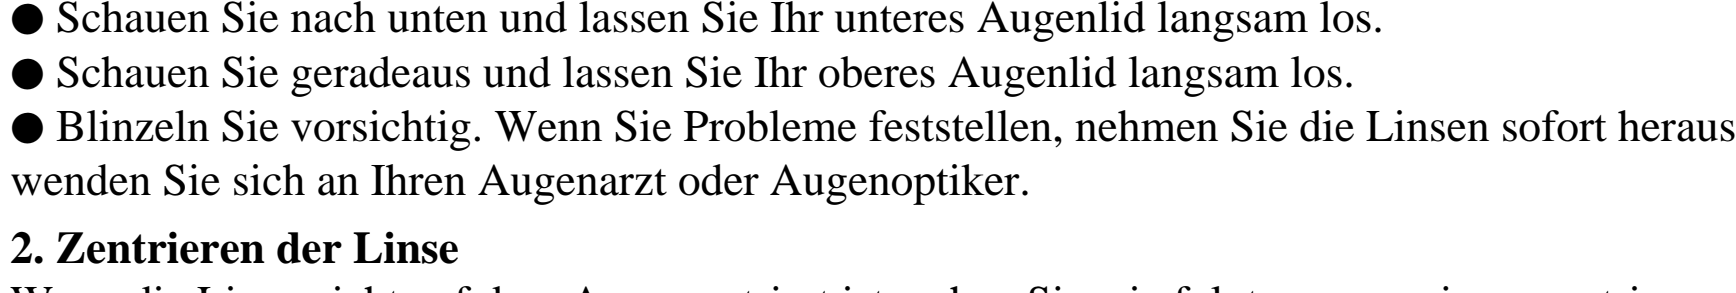 ● Schauen Sie nach unten und lassen Sie Ihr unteres Augenlid langsam los.
● Schauen Sie geradeaus und lassen Sie Ihr oberes Augenlid langsam los.
● Blinzeln Sie vorsichtig. Wenn Sie Probleme feststellen, nehmen Sie die Linsen sofort heraus
wenden Sie sich an Ihren Augenarzt oder Augenoptiker.
2. Zentrieren der Linse